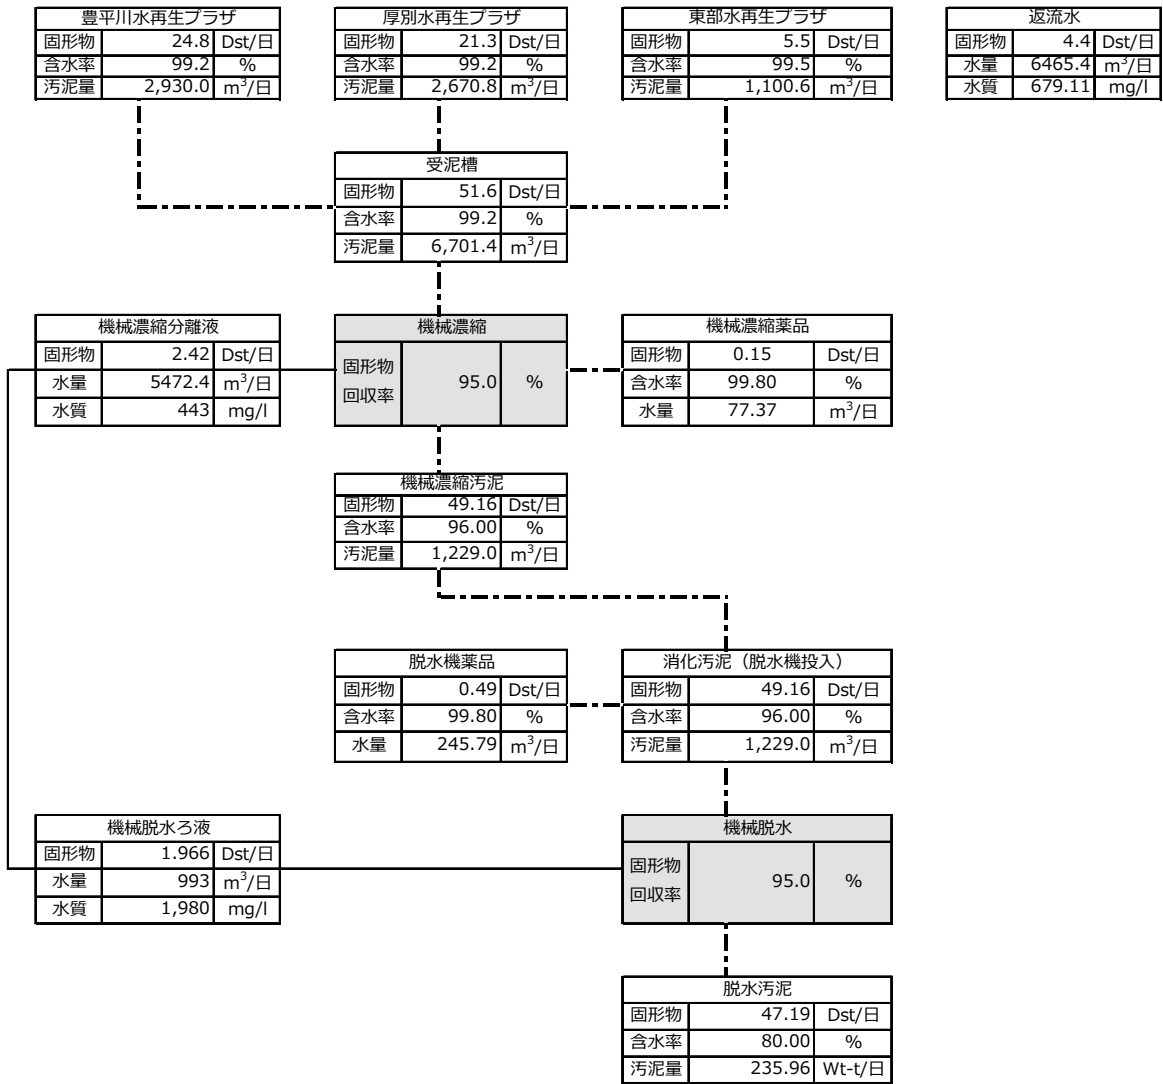 豊平川水再生プラザ
固形物 24.8 Dst/日
含水率 99.2 %
汚泥量 2,930.0 m³/日
厚別水再生プラザ
固形物 21.3 Dst/日
含水率 99.2 %
汚泥量 2,670.8 m³/日
東部水再生プラザ
固形物 5.5 Dst/日
含水率 99.5 %
汚泥量 1,100.6 m³/日
返流水
固形物 4.4 Dst/日
水量 6465.4 m³/日
水質 679.11 mg/l
受泥槽
固形物 51.6 Dst/日
含水率 99.2 %
汚泥量 6,701.4 m³/日
機械濃縮分離液
固形物 2.42 Dst/日
水量 5472.4 m³/日
水質 443 mg/l
機械濃縮
固形物
回収率 95.0 %
機械濃縮薬品
固形物 0.15 Dst/日
含水率 99.80 %
水量 77.37 m³/日
機械濃縮汚泥
固形物 49.16 Dst/日
含水率 96.00 %
汚泥量 1,229.0 m³/日
脱水機薬品
固形物 0.49 Dst/日
含水率 99.80 %
水量 245.79 m³/日
消化汚泥（脱水機投入）
固形物 49.16 Dst/日
含水率 96.00 %
汚泥量 1,229.0 m³/日
機械脱水ろ液
固形物 1.966 Dst/日
水量 993 m³/日
水質 1,980 mg/l
機械脱水
固形物
回収率 95.0 %
脱水汚泥
固形物 47.19 Dst/日
含水率 80.00 %
汚泥量 235.96 Wt-t/日